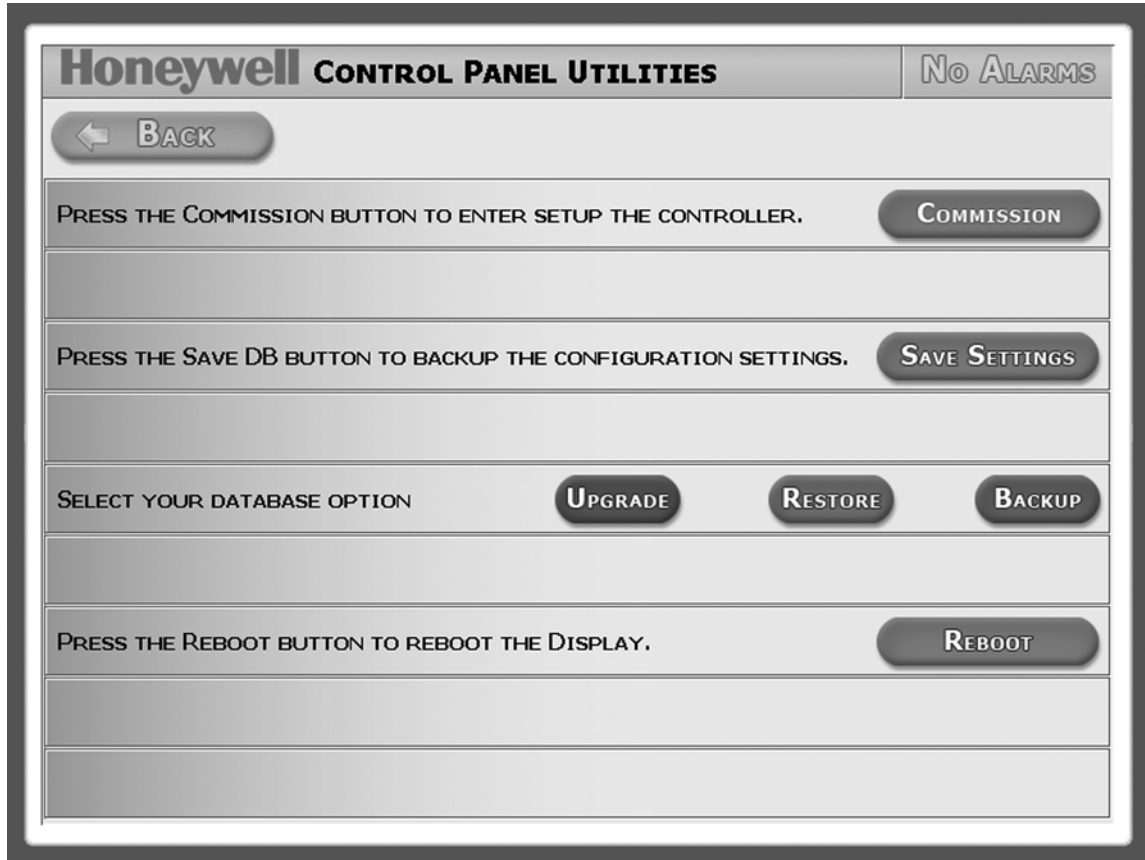 Honeywell CONTROL PANEL UTILITIES NO ALARMS
BACK
PRESS THE COMMISSION BUTTON TO ENTER SETUP THE CONTROLLER. COMMISSION
PRESS THE SAVE DB BUTTON TO BACKUP THE CONFIGURATION SETTINGS. SAVE SETTINGS
SELECT YOUR DATABASE OPTION UPGRADE RESTORE BACKUP
PRESS THE REBOOT BUTTON TO REBOOT THE DISPLAY. REBOOT